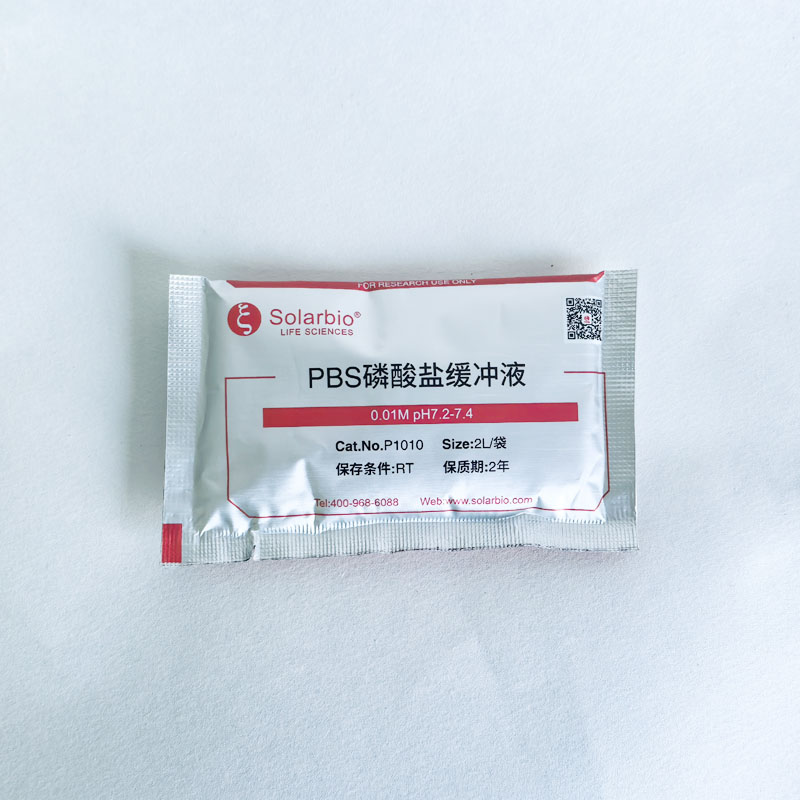 FOR RESEARCH USE ONLY
Solarbio®
LIFE SCIENCES
PBS磷酸盐缓冲液
0.01M pH7.2-7.4
Cat.No.P1010 Size:2L/袋
保存条件:RT 保质期:2年
Tel:400-968-6088 Web:www.solarbio.com